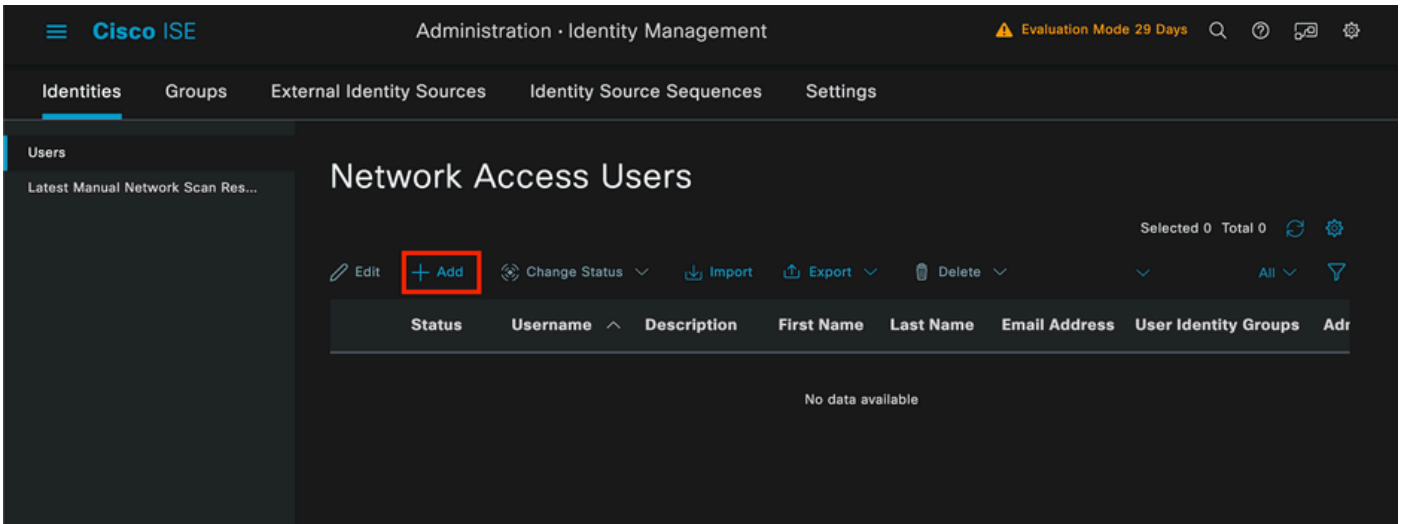 Cisco ISE Administration · Identity Management Evaluation Mode 29 Days
Identities Groups External Identity Sources Identity Source Sequences Settings
Users
Latest Manual Network Scan Res...
Network Access Users
Selected 0 Total 0
Edit Add Change Status Import Export Delete All
Status Username Description First Name Last Name Email Address User Identity Groups Adr
No data available